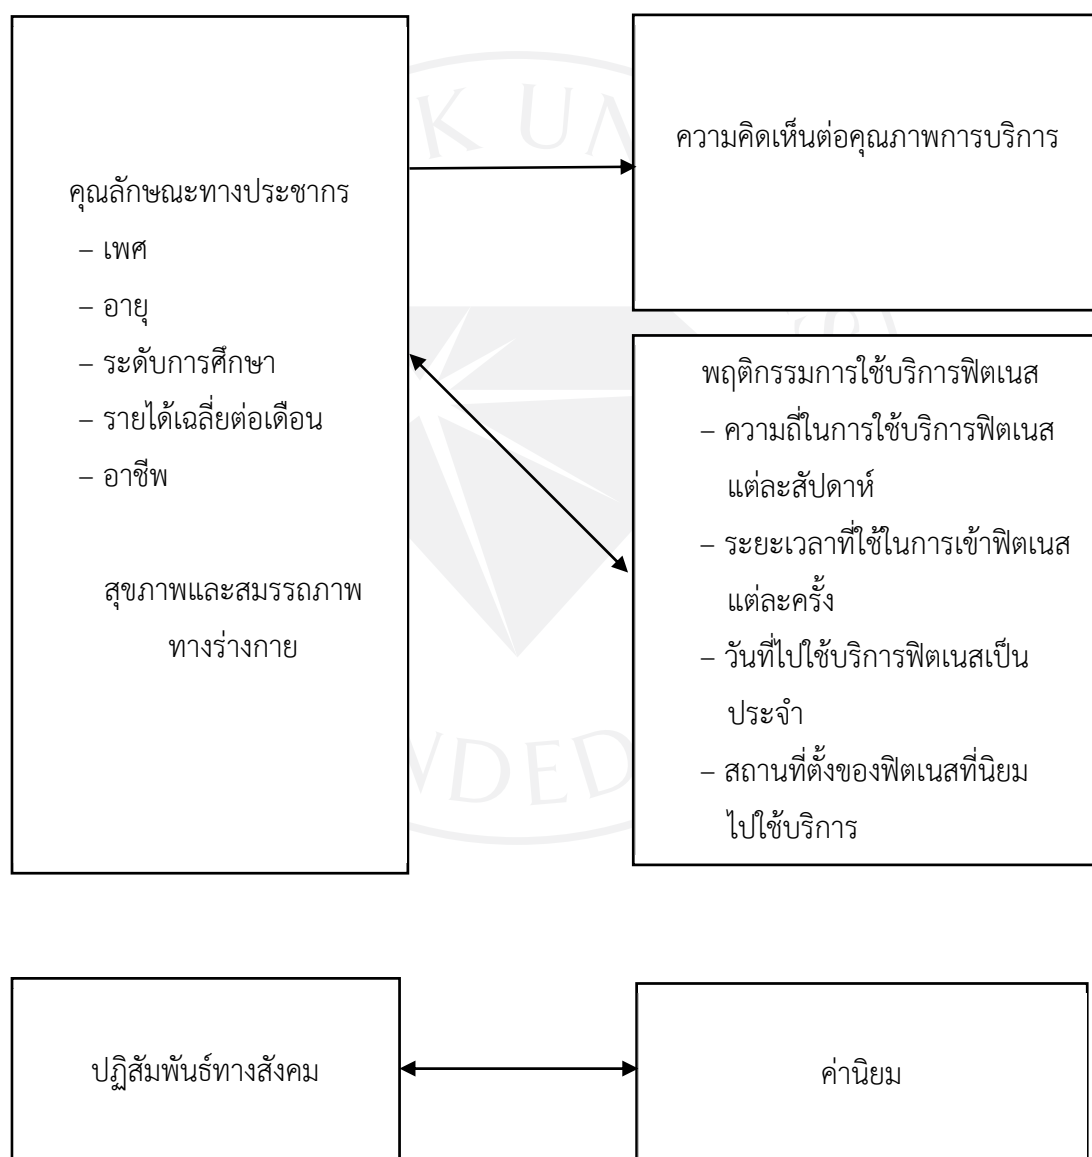 คุณลักษณะทางประชากร
– เพศ
– อายุ
– ระดับการศึกษา
– รายได้เฉลี่ยต่อเดือน
– อาชีพ
สุขภาพและสมรรถภาพ
ทางร่างกาย
ความคิดเห็นต่อคุณภาพการบริการ
พฤติกรรมการใช้บริการฟิตเนส
– ความถี่ในการใช้บริการฟิตเนส
แต่ละสัปดาห์
– ระยะเวลาที่ใช้ในการเข้าฟิตเนส
แต่ละครั้ง
– วันที่ไปใช้บริการฟิตเนสเป็น
ประจำ
– สถานที่ตั้งของฟิตเนสที่นิยม
ไปใช้บริการ
ปฏิสัมพันธ์ทางสังคม
ค่านิยม